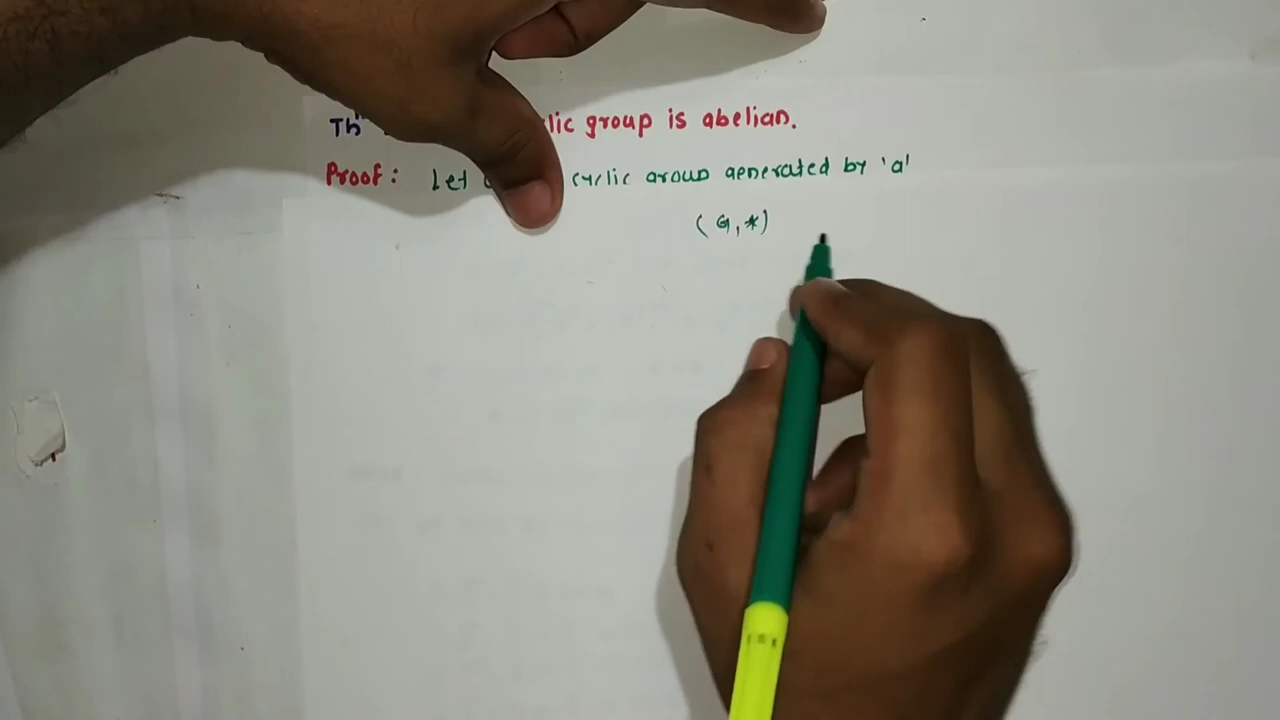 Th lic group is abelian.
Proof: Let cyclic group generated by 'a'
(G,*)